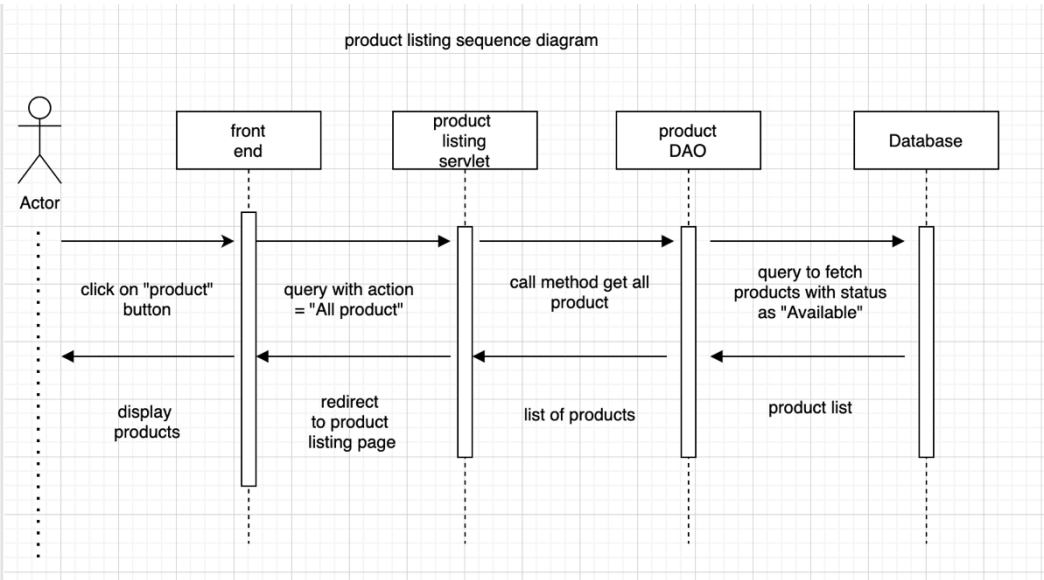 product listing sequence diagram
front
end
product
listing
servlet
product
DAO
Database
Actor
click on "product"
button
query with action
= "All product"
call method get all
product
query to fetch
products with status
as "Available"
display
products
redirect
to product
listing page
list of products
product list